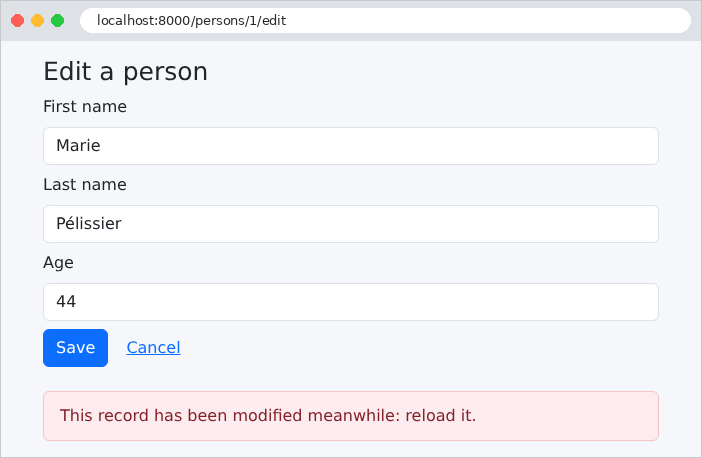 localhost:8000/persons/1/edit
Edit a person
First name
Marie
Last name
Pélissier
Age
44
Save Cancel
This record has been modified meanwhile: reload it.